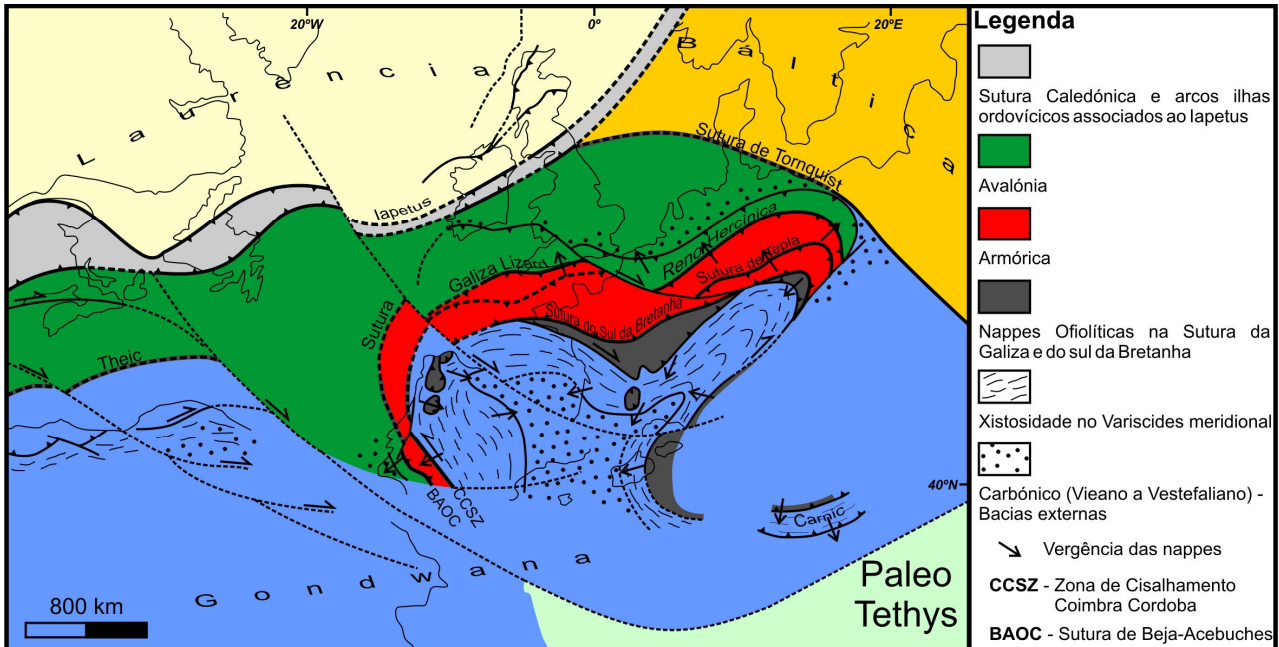 20ºW
0º
20ºE
Laurência
Báltica
Sutura de Tornquist
Iapetus
Reno Hercínica
Galiza Lizard
Sutura de Tepla
Sutura do Sul da Bretanha
Sutura
Theic
40ºN
BAOC
CCSZ
Carnic
Gondwana
Paleo
Tethys
800 km
Legenda
Sutura Caledónica e arcos ilhas
ordovícicos associados ao Iapetus
Avalónia
Armórica
Nappes Ofiolíticas na Sutura da
Galiza e do sul da Bretanha
Xistosidade no Variscides meridional
Carbónico (Vieano a Vestefaliano) -
Bacias externas
Vergência das nappes
CCSZ - Zona de Cisalhamento
Coimbra Cordoba
BAOC - Sutura de Beja-Acebuches